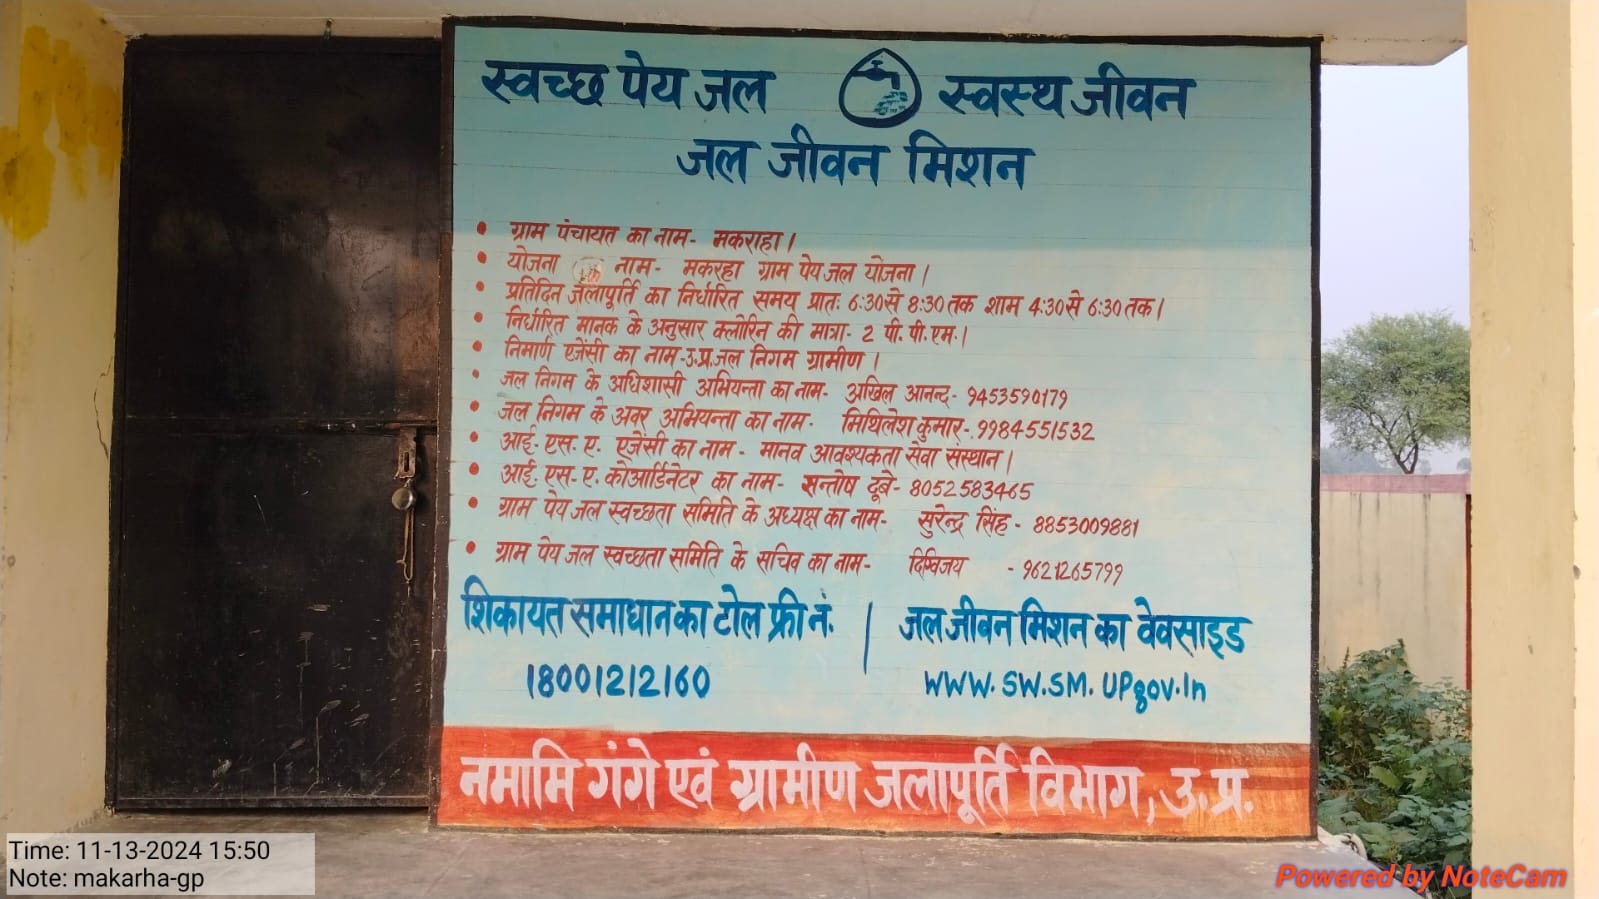 स्वच्छ पेय जल स्वस्थ जीवन
जल जीवन मिशन
• ग्राम पंचायत का नाम- मकराहा।
• योजना का नाम- मकरहा ग्राम पेय जल योजना।
• प्रतिदिन जलापूर्ति का निर्धारित समय प्रातः 6:30 से 8:30 तक शाम 4:30 से 6:30 तक।
• निर्धारित मानक के अनुसार क्लोरिन की मात्रा- 2 पी.पी.एम.।
• निमार्ण एजेंसी का नाम-उ.प्र.जल निगम ग्रामीण।
• जल निगम के अधिशासी अभियन्ता का नाम- अखिल आनन्द- 9453590179
• जल निगम के अवर अभियन्ता का नाम- मिथिलेश कुमार-9984551532
• आई.एस.ए. एजेंसी का नाम- मानव आवश्यकता सेवा संस्थान।
• आई.एस.ए.कोआर्डिनेटर का नाम- सन्तोष दूबे- 8052583465
• ग्राम पेय जल स्वच्छता समिति के अध्यक्ष का नाम- सुरेन्द्र सिंह- 8853009881
• ग्राम पेय जल स्वच्छता समिति के सचिव का नाम- दिग्विजय -9621265799
शिकायत समाधान का टोल फ्री नं. | जल जीवन मिशन का वेवसाइड
18001212160 www.SW.SM.UPgov.In
नमामि गंगे एवं ग्रामीण जलापूर्ति विभाग, उ.प्र.
Time: 11-13-2024 15:50
Note: makarha-gp
Powered by NoteCam